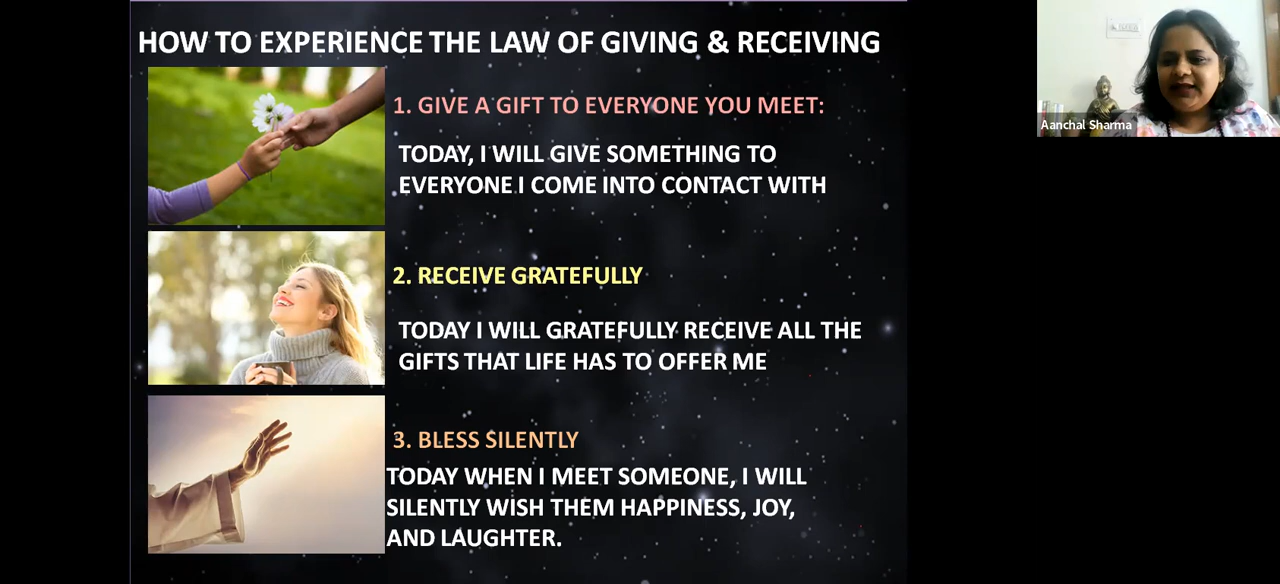 HOW TO EXPERIENCE THE LAW OF GIVING & RECEIVING
1. GIVE A GIFT TO EVERYONE YOU MEET:
TODAY, I WILL GIVE SOMETHING TO
EVERYONE I COME INTO CONTACT WITH
2. RECEIVE GRATEFULLY
TODAY I WILL GRATEFULLY RECEIVE ALL THE
GIFTS THAT LIFE HAS TO OFFER ME
3. BLESS SILENTLY
TODAY WHEN I MEET SOMEONE, I WILL
SILENTLY WISH THEM HAPPINESS, JOY,
AND LAUGHTER.
Aanchal Sharma